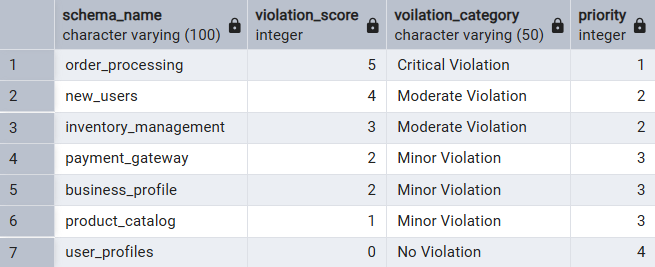 schema_name violation_score voilation_category priority
character varying (100) integer character varying (50) integer
1 order_processing 5 Critical Violation 1
2 new_users 4 Moderate Violation 2
3 inventory_management 3 Moderate Violation 2
4 payment_gateway 2 Minor Violation 3
5 business_profile 2 Minor Violation 3
6 product_catalog 1 Minor Violation 3
7 user_profiles 0 No Violation 4